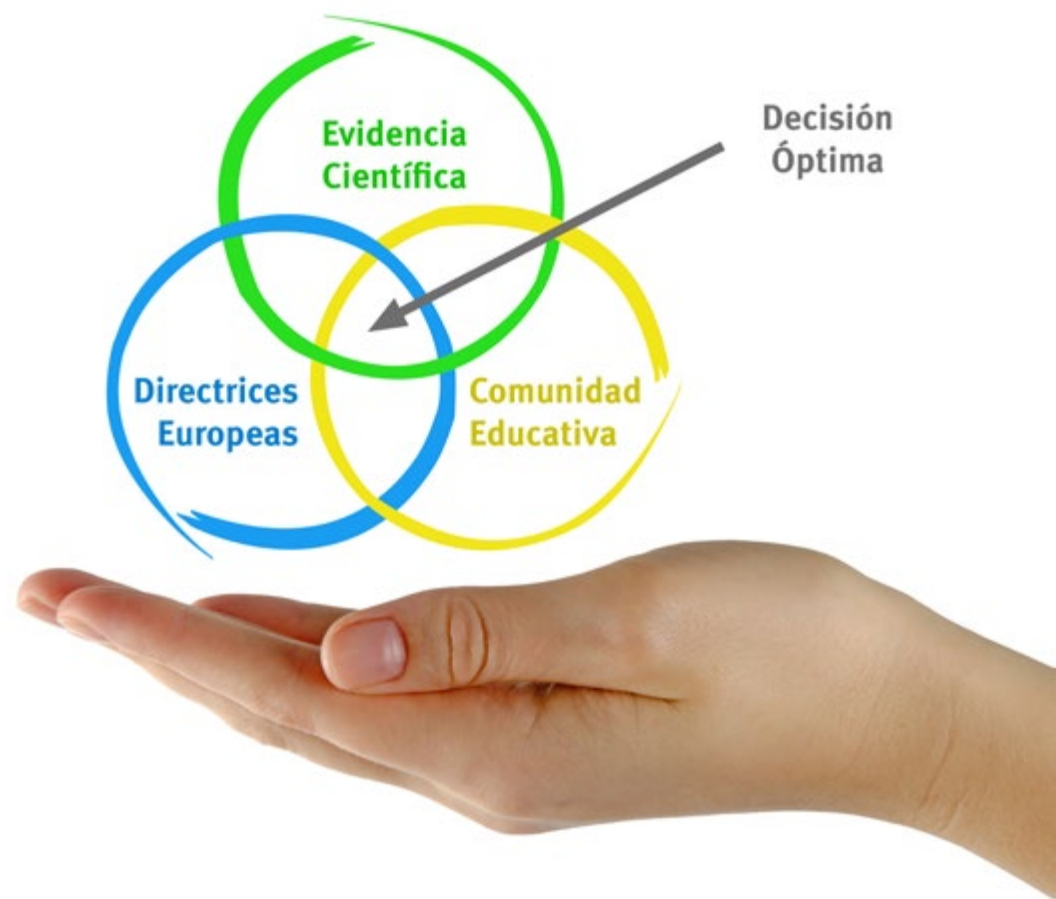 Evidencia
Científica
Decisión
Óptima
Directrices
Europeas
Comunidad
Educativa